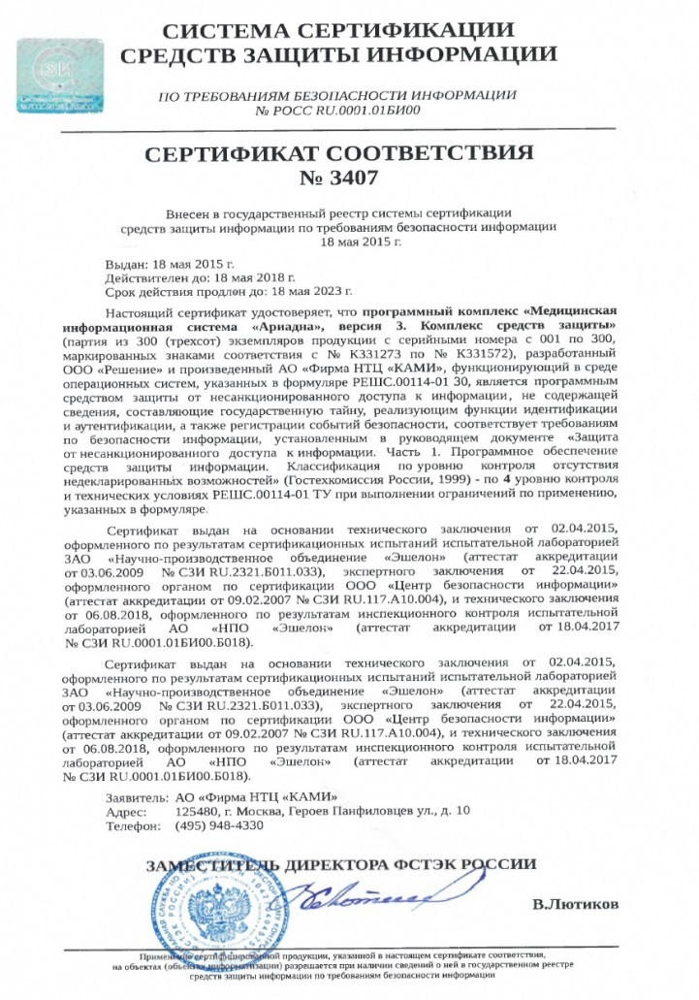 СИСТЕМА СЕРТИФИКАЦИИ
СРЕДСТВ ЗАЩИТЫ ИНФОРМАЦИИ
ПО ТРЕБОВАНИЯМ БЕЗОПАСНОСТИ ИНФОРМАЦИИ
№ РОСС RU.0001.01БИ00
СЕРТИФИКАТ СООТВЕТСТВИЯ
№ 3407
Внесен в государственный реестр системы сертификации
средств защиты информации по требованиям безопасности информации
18 мая 2015 г.
Выдан: 18 мая 2015 г.
Действителен до: 18 мая 2018 г.
Срок действия продлен до: 18 мая 2023 г.
Настоящий сертификат удостоверяет, что программный комплекс «Медицинская
информационная система «Ариадна», версия 3. Комплекс средств защиты»
(партия из 300 (трехсот) экземпляров продукции с серийными номера с 001 по 300,
маркированных знаками соответствия с № К331273 по № К331572), разработанный
ООО «Решение» и произведенный АО «Фирма НТЦ «КАМИ», функционирующий в среде
операционных систем, указанных в формуляре РЕШС.00114-01 30, является программным
средством защиты от несанкционированного доступа к информации, не содержащей
сведения, составляющие государственную тайну, реализующим функции идентификации
и аутентификации, а также регистрации событий безопасности, соответствует требованиям
по безопасности информации, установленным в руководящем документе «Защита
от несанкционированного доступа к информации. Часть 1. Программное обеспечение
средств защиты информации. Классификация по уровню контроля отсутствия
недекларированных возможностей» (Гостехкомиссия России, 1999) - по 4 уровню контроля
и технических условиях РЕШС.00114-01 ТУ при выполнении ограничений по применению,
указанных в формуляре.
Сертификат выдан на основании технического заключения от 02.04.2015,
оформленного по результатам сертификационных испытаний испытательной лабораторией
ЗАО «Научно-производственное объединение «Эшелон» (аттестат аккредитации
от 03.06.2009 № СЗИ RU.2321.Б011.033), экспертного заключения от 22.04.2015,
оформленного органом по сертификации ООО «Центр безопасности информации»
(аттестат аккредитации от 09.02.2007 № СЗИ RU.117.А10.004), и технического заключения
от 06.08.2018, оформленного по результатам инспекционного контроля испытательной
лабораторией АО «НПО «Эшелон» (аттестат аккредитации от 18.04.2017
№ СЗИ RU.0001.01БИ00.Б018).
Сертификат выдан на основании технического заключения от 02.04.2015,
оформленного по результатам сертификационных испытаний испытательной лабораторией
ЗАО «Научно-производственное объединение «Эшелон» (аттестат аккредитации
от 03.06.2009 № СЗИ RU.2321.Б011.033), экспертного заключения от 22.04.2015,
оформленного органом по сертификации ООО «Центр безопасности информации»
(аттестат аккредитации от 09.02.2007 № СЗИ RU.117.А10.004), и технического заключения
от 06.08.2018, оформленного по результатам инспекционного контроля испытательной
лабораторией АО «НПО «Эшелон» (аттестат аккредитации от 18.04.2017
№ СЗИ RU.0001.01БИ00.Б018).
Заявитель: АО «Фирма НТЦ «КАМИ»
Адрес: 125480, г. Москва, Героев Панфиловцев ул., д. 10
Телефон: (495) 948-4330
ЗАМЕСТИТЕЛЬ ДИРЕКТОРА ФСТЭК РОССИИ
В.Лютиков
Применение сертифицированной продукции, указанной в настоящем сертификате соответствия,
на объектах (объектах информатизации) разрешается при наличии сведений о ней в государственном реестре
средств защиты информации по требованиям безопасности информации